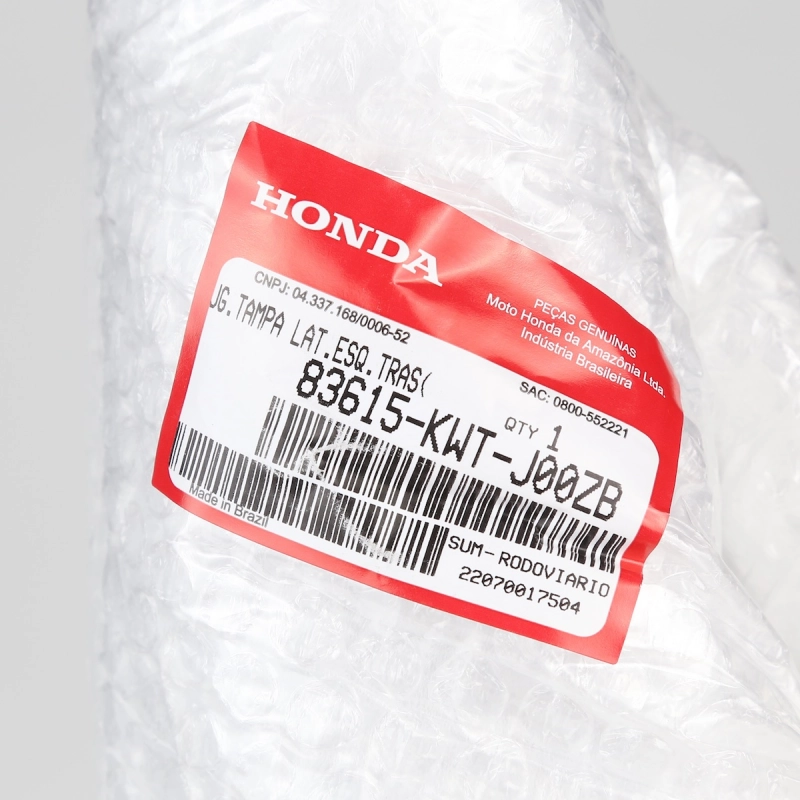 HONDA
PEÇAS GENUÍNAS
Moto Honda da Amazônia Ltda.
Indústria Brasileira
CNPJ: 04.337.168/0006-52
JG.TAMPA LAT.ESQ.TRAS(
SAC: 0800-552221
QTY 1
83615-KWT-J00ZB
Made in Brazil
SUM-RODOVIARIO
22070017504